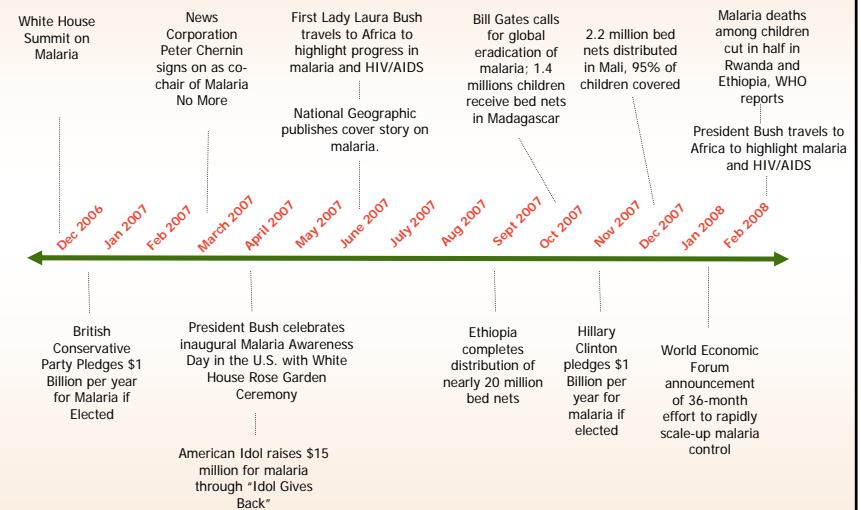 White House
Summit on
Malaria
News
Corporation
Peter Chernin
signs on as co-
chair of Malaria
No More
First Lady Laura Bush
travels to Africa to
highlight progress in
malaria and HIV/AIDS
National Geographic
publishes cover story on
malaria.
Bill Gates calls
for global
eradication of
malaria; 1.4
millions children
receive bed nets
in Madagascar
2.2 million bed
nets distributed
in Mali, 95% of
children covered
Malaria deaths
among children
cut in half in
Rwanda and
Ethiopia, WHO
reports
President Bush travels to
Africa to highlight malaria
and HIV/AIDS
Dec 2006
Jan 2007
Feb 2007
March 2007
April 2007
May 2007
June 2007
July 2007
Aug 2007
Sept 2007
Oct 2007
Nov 2007
Dec 2007
Jan 2008
Feb 2008
British
Conservative
Party Pledges $1
Billion per year
for Malaria if
Elected
President Bush celebrates
inaugural Malaria Awareness
Day in the U.S. with White
House Rose Garden
Ceremony
American Idol raises $15
million for malaria
through “Idol Gives
Back”
Ethiopia
completes
distribution of
nearly 20 million
bed nets
Hillary
Clinton
pledges $1
Billion per
year for
malaria if
elected
World Economic
Forum
announcement
of 36-month
effort to rapidly
scale-up malaria
control